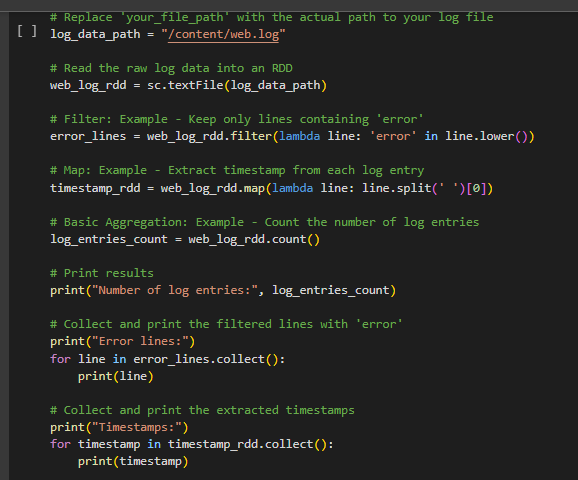 # Replace 'your_file_path' with the actual path to your log file
[ ] log_data_path = "/content/web.log"
# Read the raw log data into an RDD
web_log_rdd = sc.textFile(log_data_path)
# Filter: Example - Keep only lines containing 'error'
error_lines = web_log_rdd.filter(lambda line: 'error' in line.lower())
# Map: Example - Extract timestamp from each log entry
timestamp_rdd = web_log_rdd.map(lambda line: line.split(' ')[0])
# Basic Aggregation: Example - Count the number of log entries
log_entries_count = web_log_rdd.count()
# Print results
print("Number of log entries:", log_entries_count)
# Collect and print the filtered lines with 'error'
print("Error lines:")
for line in error_lines.collect():
    print(line)
# Collect and print the extracted timestamps
print("Timestamps:")
for timestamp in timestamp_rdd.collect():
    print(timestamp)